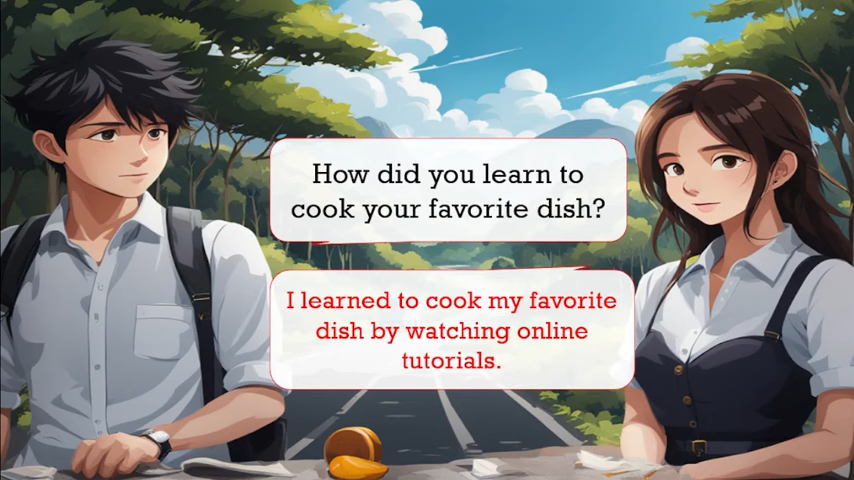 How did you learn to
cook your favorite dish?
I learned to cook my favorite
dish by watching online
tutorials.